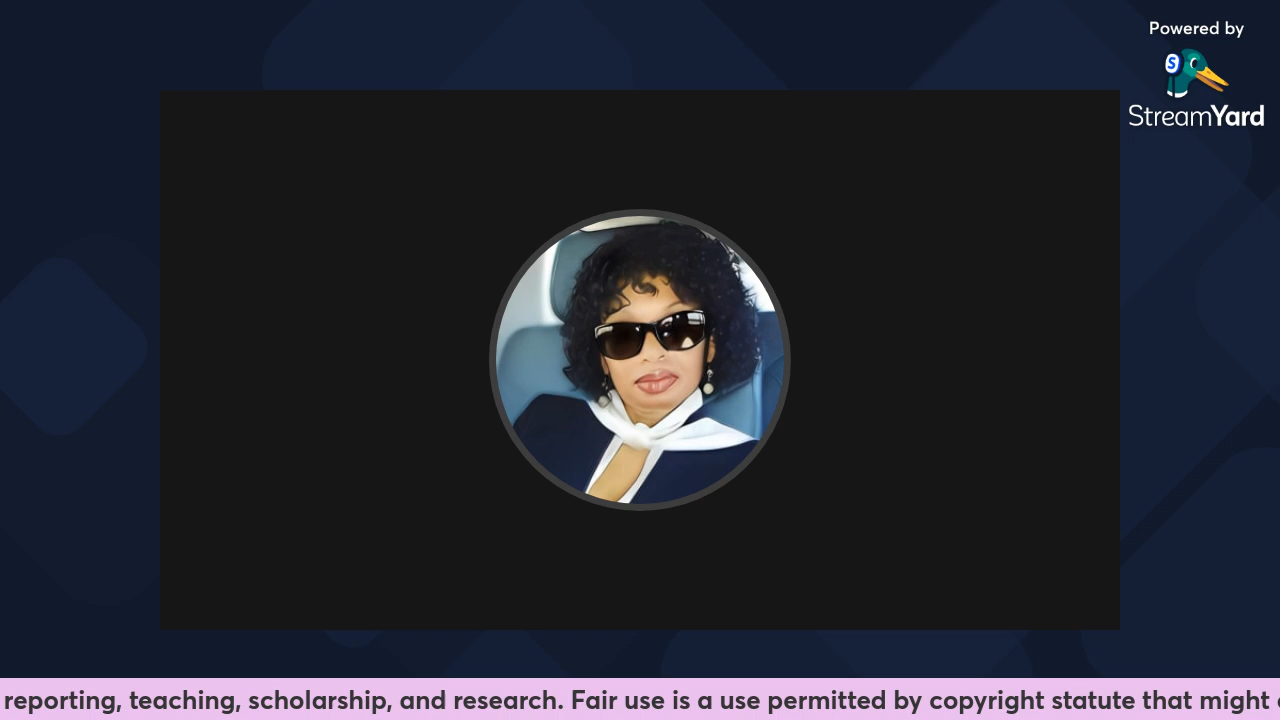 Powered by
S
StreamYard
reporting, teaching, scholarship, and research. Fair use is a use permitted by copyright statute that might